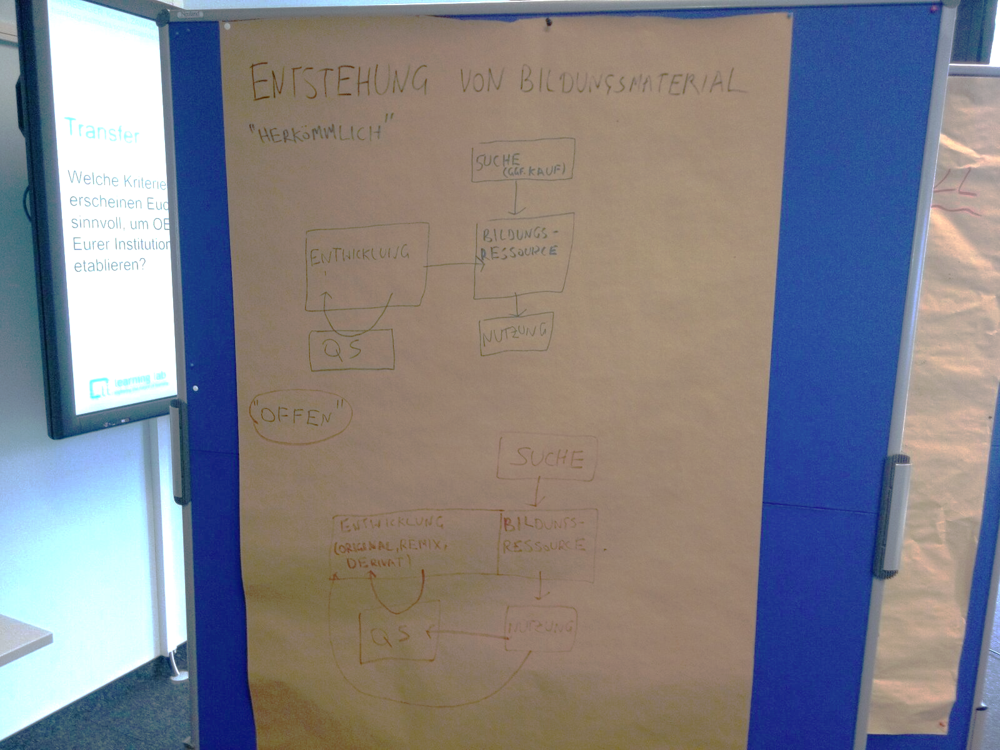 Neuland
Transfer
Welche Kriterie
erscheinen Euc
sinnvoll, um OE
Eurer Institution
etablieren?
learning lab
ENTSTEHUNG VON BILDUNGSMATERIAL
"HERKÖMMLICH"
SUCHE
(GGF. KAUF)
ENTWICKLUNG
BILDUNGS-
RESSOURCE
QS
NUTZUNG
"OFFEN"
SUCHE
ENTWICKLUNG
(ORIGINAL, REMIX,
DERIVAT)
BILDUNGS-
RESSOURCE
QS
NUTZUNG